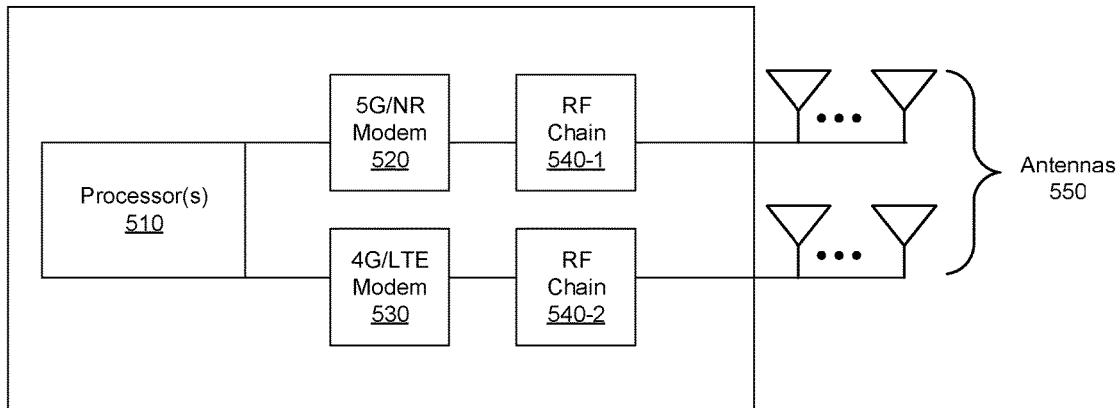 5G/NR
Modem
520
RF
Chain
540-1
Processor(s)
510
Antennas
550
4G/LTE
Modem
530
RF
Chain
540-2